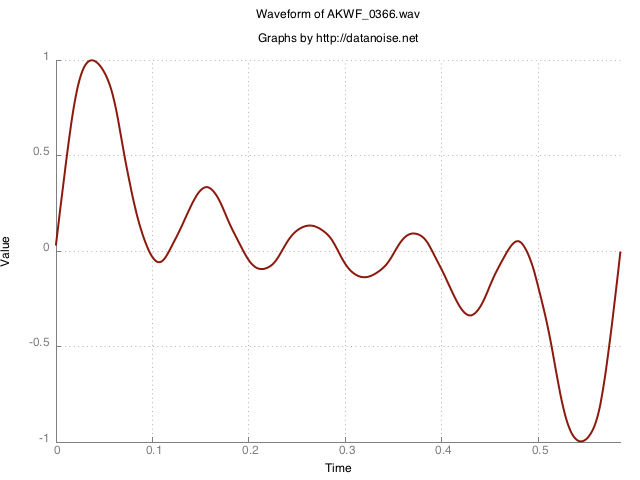 Waveform of AKWF_0366.wav
Graphs by http://datanoise.net
1
0.5
0
-0.5
-1
Value
0 0.1 0.2 0.3 0.4 0.5
Time